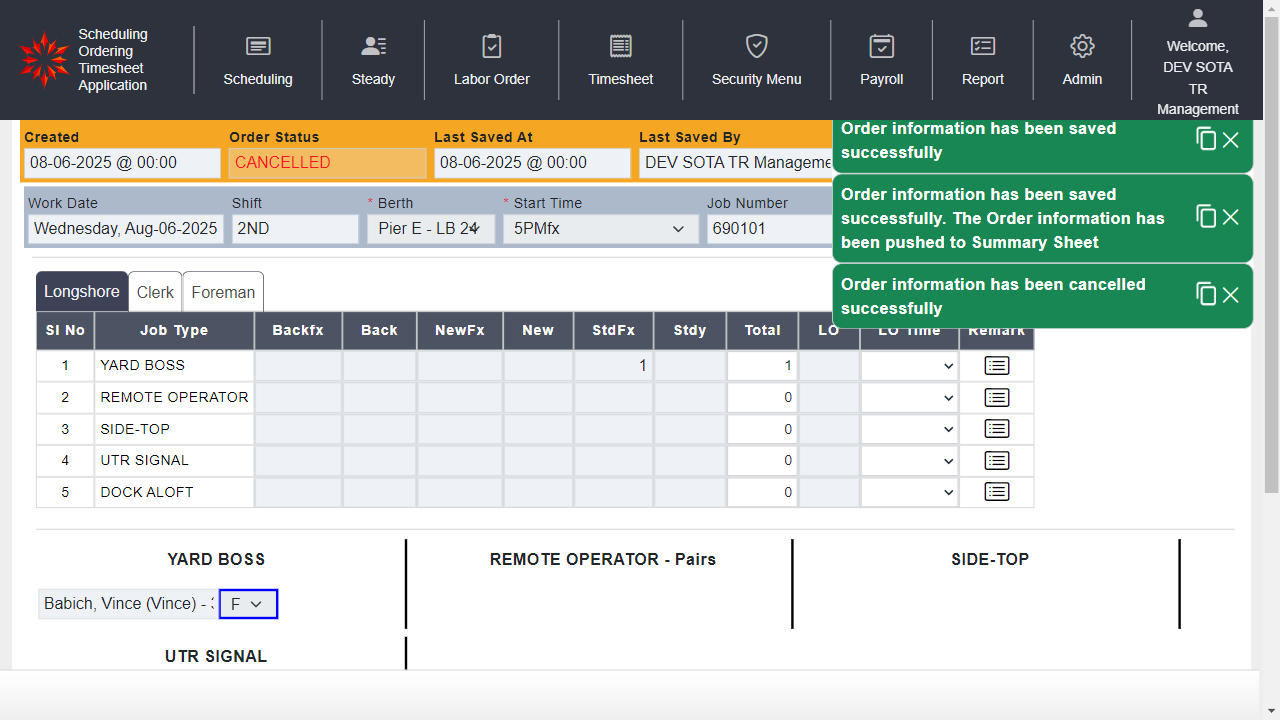 Scheduling
Ordering
Timesheet
Application
Scheduling
Steady
Labor Order
Timesheet
Security Menu
Payroll
Report
Admin
Welcome,
DEV SOTA
TR
Management
Created
Order Status
Last Saved At
Last Saved By
08-06-2025 @ 00:00
CANCELLED
08-06-2025 @ 00:00
DEV SOTA TR Manageme
Order information has been saved
successfully
Order information has been saved
successfully. The Order information has
been pushed to Summary Sheet
Order information has been cancelled
successfully
Work Date
Shift
* Berth
* Start Time
Job Number
Wednesday, Aug-06-2025
2ND
Pier E - LB 24
5PMfx
690101
Longshore
Clerk
Foreman
SI No Job Type Backfx Back NewFx New StdFx Stdy Total LO LO Time Remark
1 YARD BOSS 1 1
2 REMOTE OPERATOR 0
3 SIDE-TOP 0
4 UTR SIGNAL 0
5 DOCK ALOFT 0
YARD BOSS
REMOTE OPERATOR - Pairs
SIDE-TOP
Babich, Vince (Vince) -
F
UTR SIGNAL